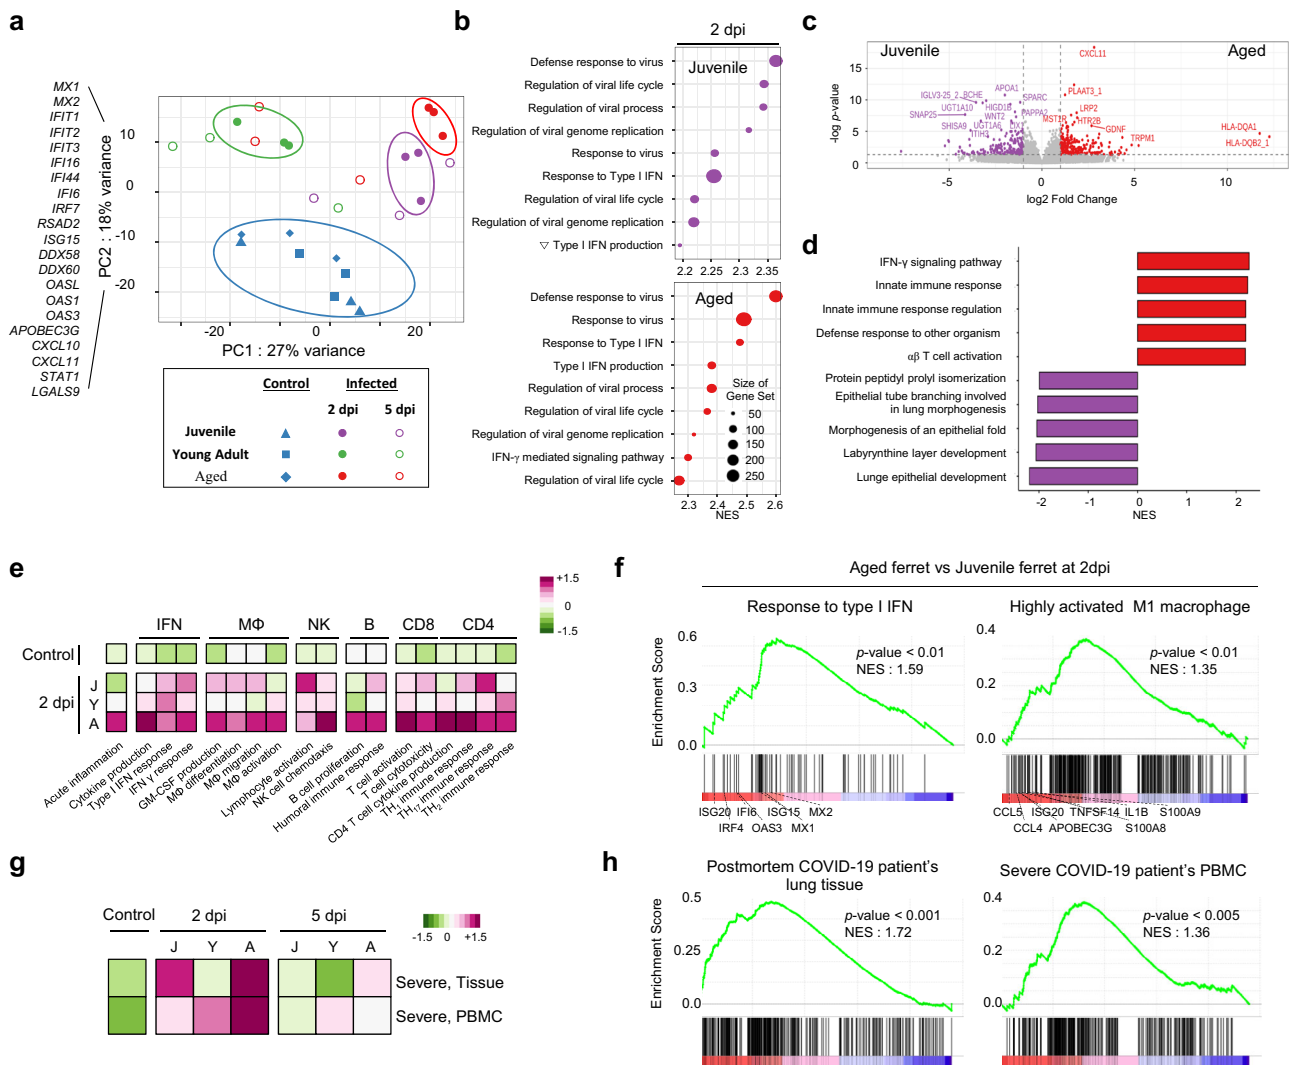 a
MX1
MX2
IFIT1
IFIT2
IFIT3
IFI16
IFI44
IFI6
IRF7
RSAD2
ISG15
DDX58
DDX60
OASL
OAS1
OAS3
APOBEC3G
CXCL10
CXCL11
STAT1
LGALS9
PC2 : 18% variance
10
0
-10
-20
-20
0
20
PC1 : 27% variance
Control Infected
2 dpi 5 dpi
Juvenile
Young Adult
Aged
b
2 dpi
Juvenile
Defense response to virus
Regulation of viral life cycle
Regulation of viral process
Regulation of viral genome replication
Response to virus
Response to Type I IFN
Regulation of viral life cycle
Regulation of viral genome replication
▽ Type I IFN production
2.2 2.25 2.3 2.35
Aged
Defense response to virus
Response to virus
Response to Type I IFN
Type I IFN production
Regulation of viral process
Regulation of viral life cycle
Regulation of viral genome replication
IFN-γ mediated signaling pathway
Regulation of viral life cycle
Size of
Gene Set
50
100
150
200
250
2.3 2.4 2.5 2.6
NES
c
Juvenile
Aged
-log p-value
15
10
5
0
CXCL11
PLAAT3_1
APOA1
IGLV3-25_2 BCHE
SPARC
HIGD1B
UGT1A10
PAPPA2
LRP2
SNAP25
WNT2
MST1R
HTR2B
SHISA9
UGT1A6
GDNF
ITIH3
TRPM1
HLA-DQA1
HLA-DQB2_1
-5 0 5 10
log2 Fold Change
d
IFN-γ signaling pathway
Innate immune response
Innate immune response regulation
Defense response to other organism
αβ T cell activation
Protein peptidyl prolyl isomerization
Epithelial tube branching involved
in lung morphogenesis
Morphogenesis of an epithelial fold
Labyrinthine layer development
Lunge epithelial development
-2 -1 0 1 2
NES
e
+1.5
0
-1.5
IFN MΦ NK B CD8 CD4
Control
2 dpi
J
Y
A
Acute inflammation
Cytokine production
Type I IFN response
IFN γ response
GM-CSF production
MΦ differentiation
MΦ migration
MΦ activation
Lymphocyte activation
NK cell chemotaxis
B cell proliferation
Humoral immune response
T cell activation
T cell cytotoxicity
CD4 T cell cytokine production
TH1 immune response
TH17 immune response
TH2 immune response
f
Aged ferret vs Juvenile ferret at 2dpi
Response to type I IFN
Enrichment Score
0.6
0.3
0.0
p-value < 0.01
NES : 1.59
ISG20 IFI6 ISG15 MX2
IRF4 OAS3 MX1
Highly activated M1 macrophage
0.4
0.2
0.0
p-value < 0.01
NES : 1.35
CCL5 ISG20 TNFSF14 IL1B S100A9
CCL4 APOBEC3G S100A8
g
Control 2 dpi 5 dpi
-1.5 0 +1.5
J Y A J Y A
Severe, Tissue
Severe, PBMC
h
Postmortem COVID-19 patient's
lung tissue
Enrichment Score
0.5
0.25
0.0
p-value < 0.001
NES : 1.72
Severe COVID-19 patient's PBMC
0.4
0.2
0.0
p-value < 0.005
NES : 1.36